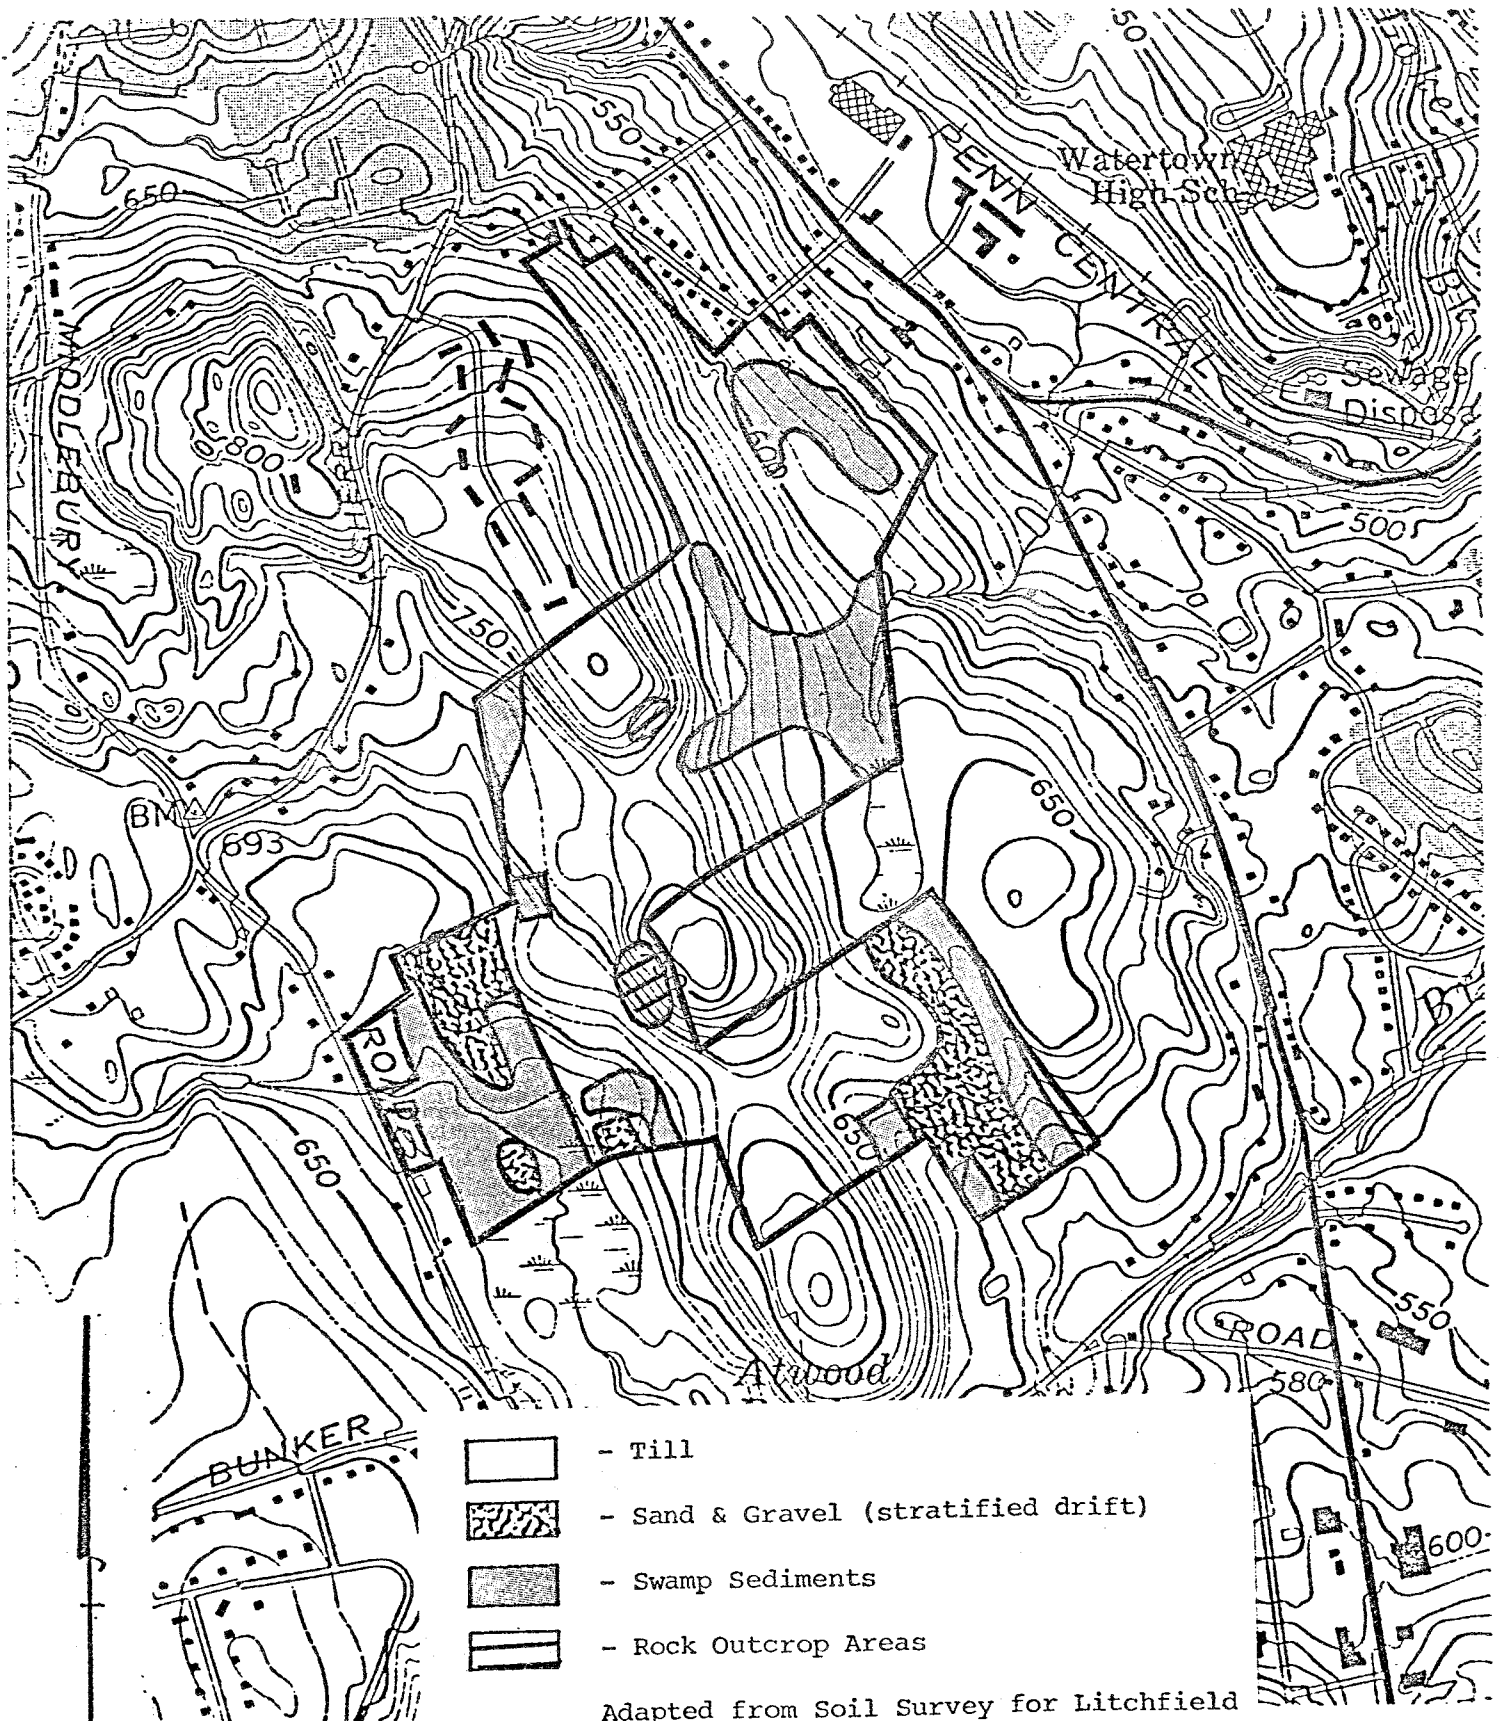 50
550
PENN CENTRAL
Watertown
High Sch
650
MIDDLEBURY
800
Sewage
Disposa
500
750
650
BM
693
650
ROAD
650
650
550
ROAD
580
Atwood
BUNKER
600
- Till
- Sand & Gravel (stratified drift)
- Swamp Sediments
- Rock Outcrop Areas
Adapted from Soil Survey for Litchfield